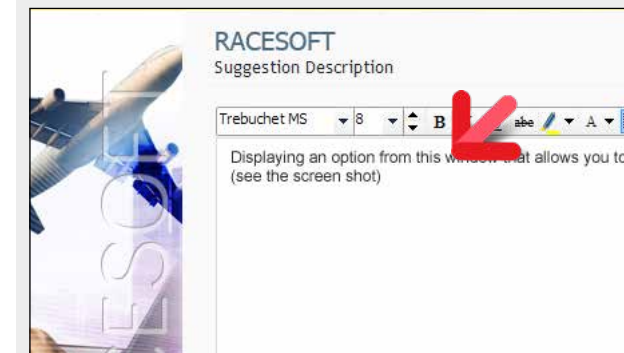 RACESOFT
Suggestion Description
Trebuchet MS 8 B abe A
Displaying an option from this window that allows you to
(see the screen shot)
ESOFT